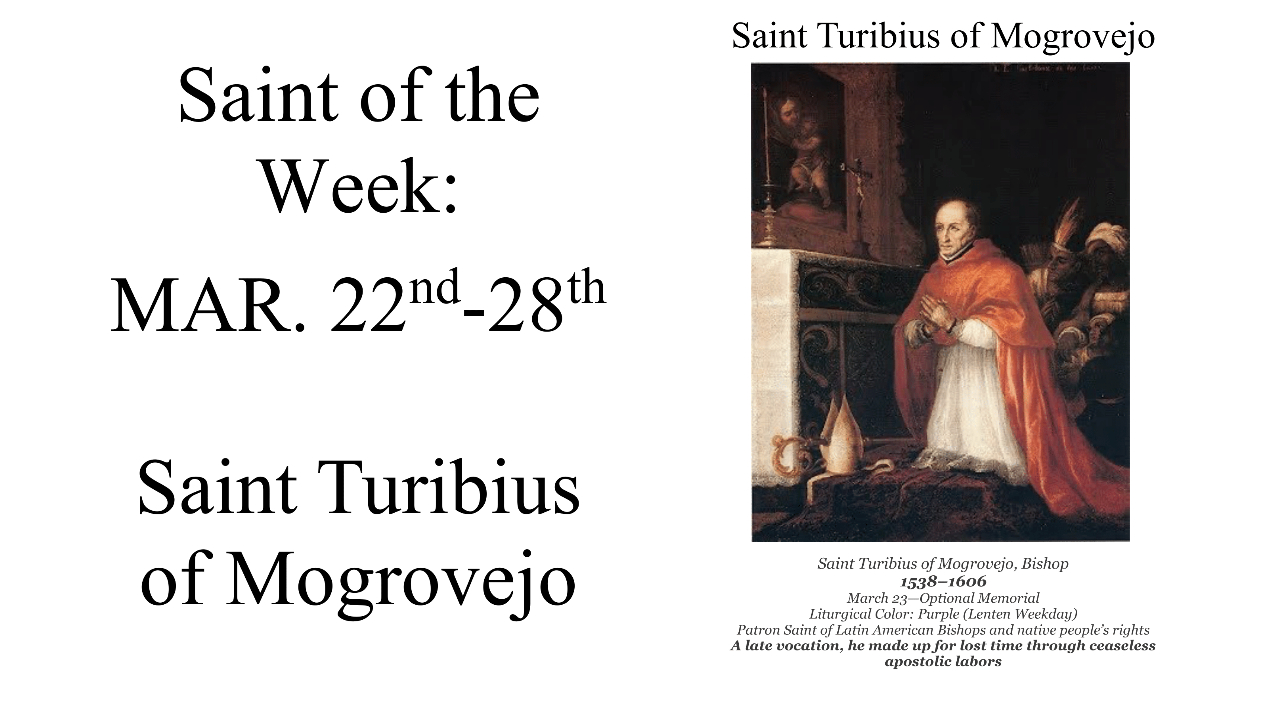 Saint of the
Week:
MAR. 22nd-28th
Saint Turibius
of Mogrovejo
Saint Turibius of Mogrovejo
Saint Turibius of Mogrovejo, Bishop
1538–1606
March 23—Optional Memorial
Liturgical Color: Purple (Lenten Weekday)
Patron Saint of Latin American Bishops and native people's rights
A late vocation, he made up for lost time through ceaseless
apostolic labors